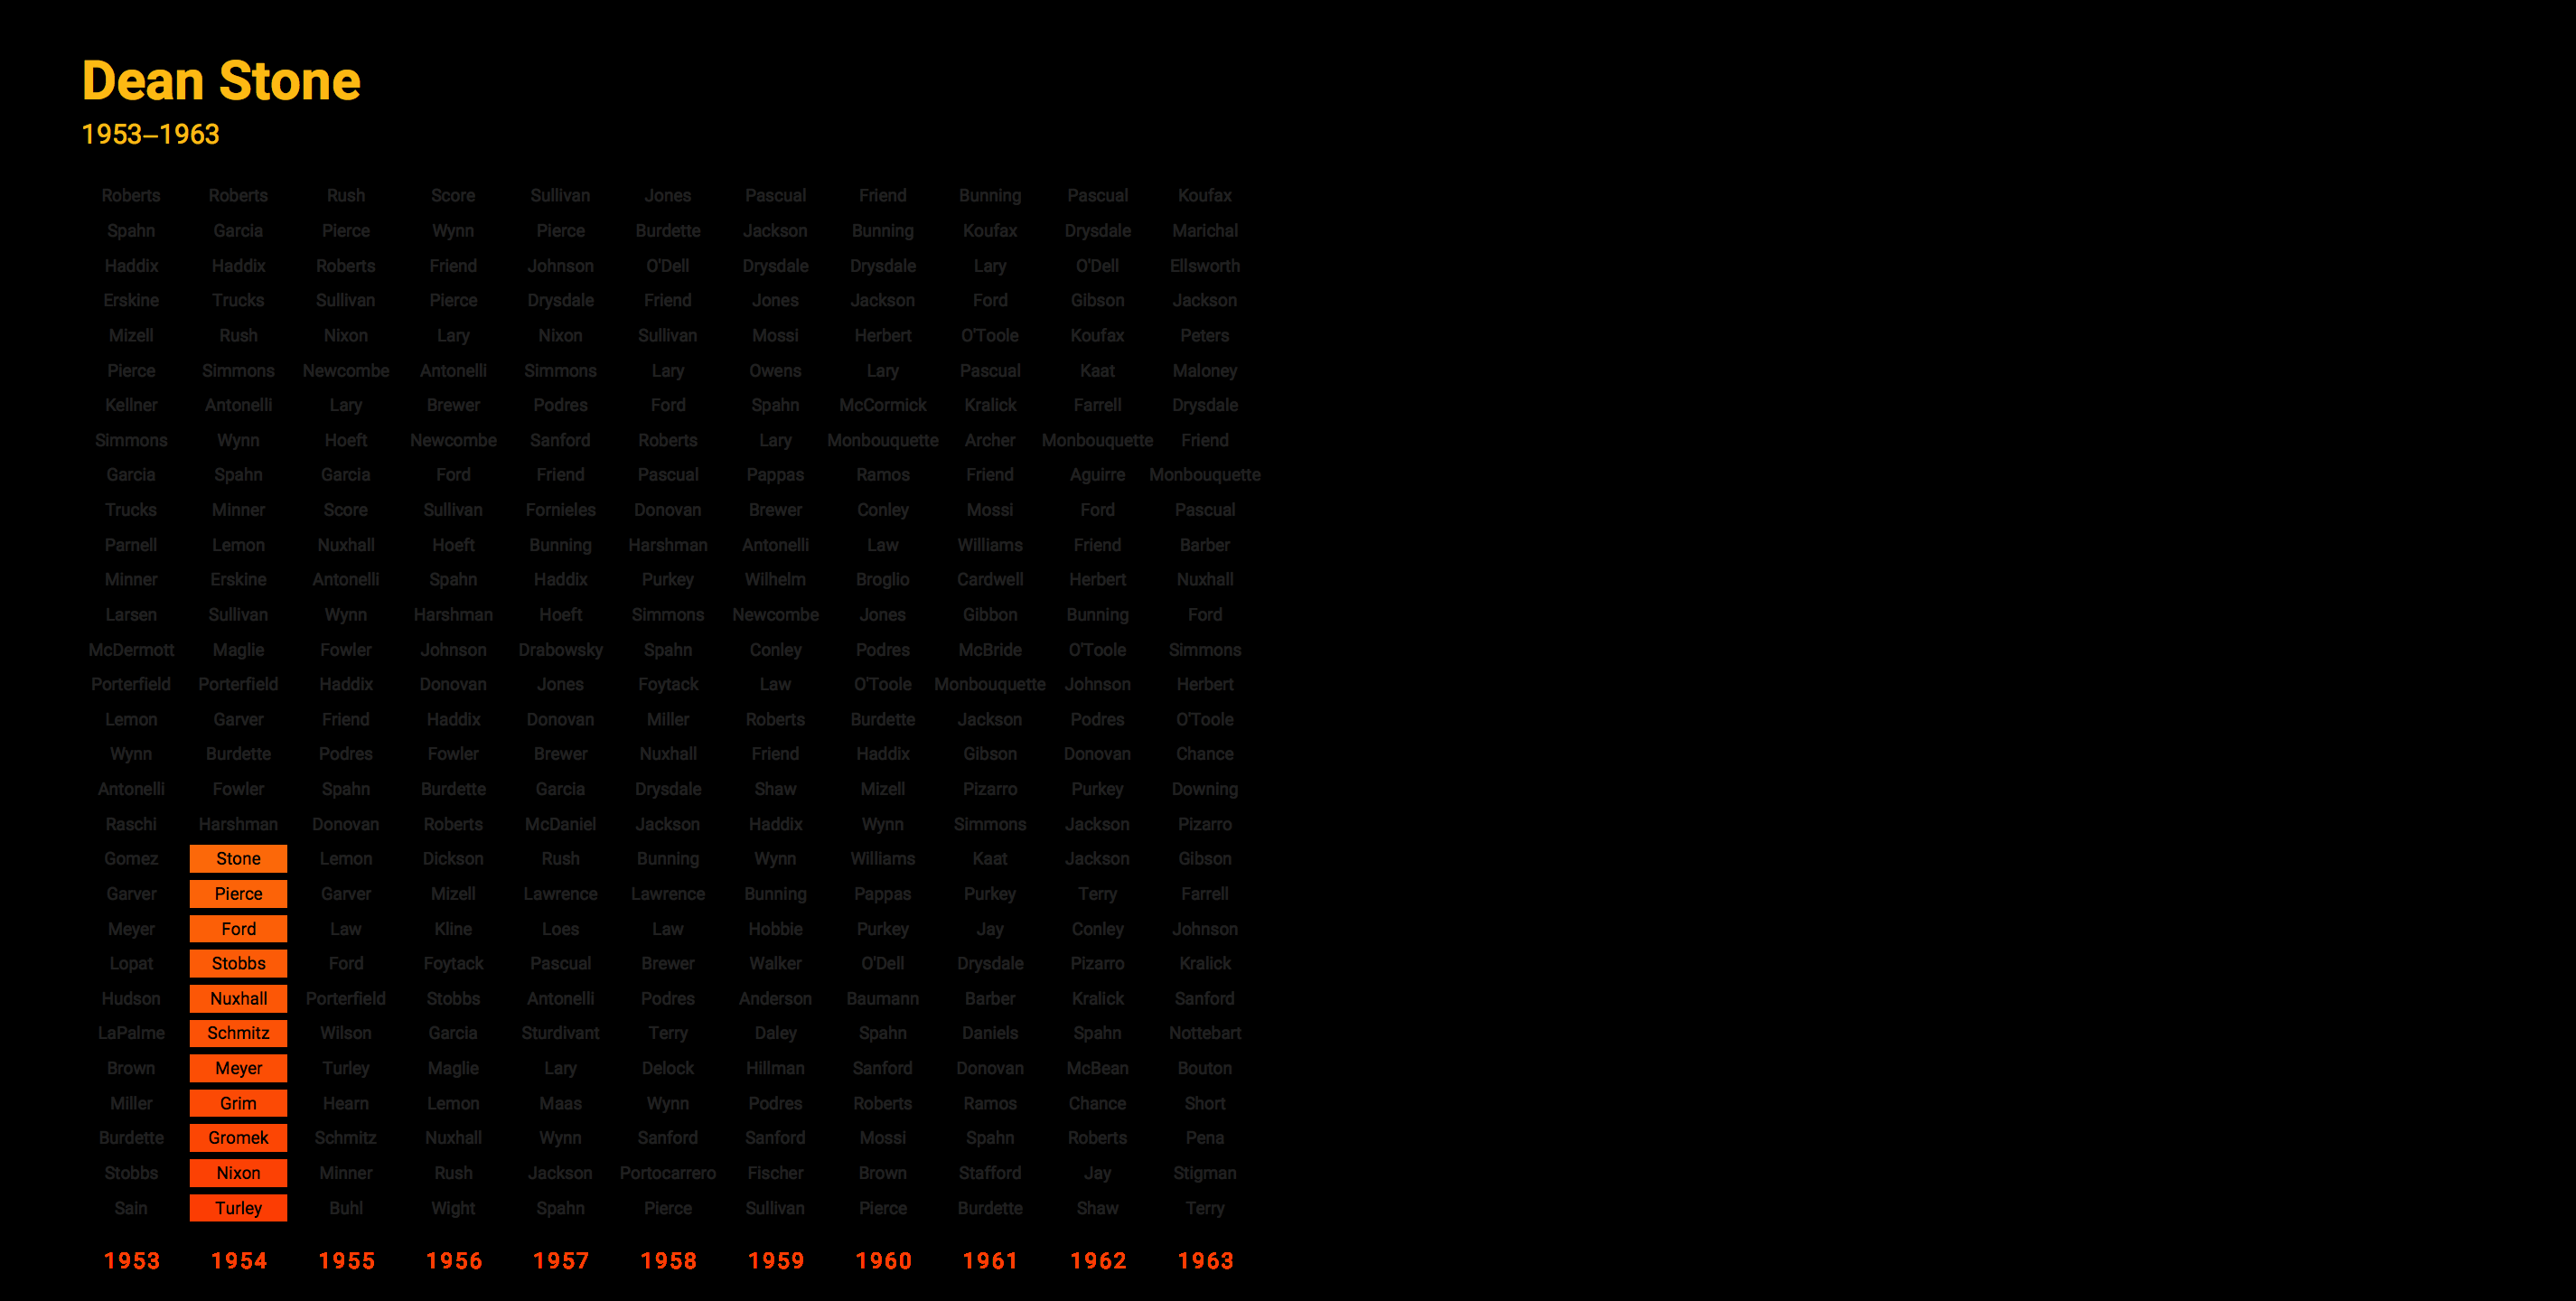 Dean Stone
1953–1963
Roberts Roberts Rush Score Sullivan Jones Pascual Friend Bunning Pascual Koufax
Spahn Garcia Pierce Wynn Pierce Burdette Jackson Bunning Koufax Drysdale Marichal
Haddix Haddix Roberts Friend Johnson O'Dell Drysdale Drysdale Lary O'Dell Ellsworth
Erskine Trucks Sullivan Pierce Drysdale Friend Jones Jackson Ford Gibson Jackson
Mizell Rush Nixon Lary Nixon Sullivan Mossi Herbert O'Toole Koufax Peters
Pierce Simmons Newcombe Antonelli Simmons Lary Owens Lary Pascual Kaat Maloney
Kellner Antonelli Lary Brewer Podres Ford Spahn McCormick Kralick Farrell Drysdale
Simmons Wynn Hoeft Newcombe Sanford Roberts Lary Monbouquette Archer Monbouquette Friend
Garcia Spahn Garcia Ford Friend Pascual Pappas Ramos Friend Aguirre Monbouquette
Trucks Minner Score Sullivan Fornieles Donovan Brewer Conley Mossi Ford Pascual
Parnell Lemon Nuxhall Hoeft Bunning Harshman Antonelli Law Williams Friend Barber
Minner Erskine Antonelli Spahn Haddix Purkey Wilhelm Broglio Cardwell Herbert Nuxhall
Larsen Sullivan Wynn Harshman Hoeft Simmons Newcombe Jones Gibbon Bunning Ford
McDermott Maglie Fowler Johnson Drabowsky Spahn Conley Podres McBride O'Toole Simmons
Porterfield Porterfield Haddix Donovan Jones Foytack Law O'Toole Monbouquette Johnson Herbert
Lemon Garver Friend Haddix Donovan Miller Roberts Burdette Jackson Podres O'Toole
Wynn Burdette Podres Fowler Brewer Nuxhall Friend Haddix Gibson Donovan Chance
Antonelli Fowler Spahn Burdette Garcia Drysdale Shaw Mizell Pizarro Purkey Downing
Raschi Harshman Donovan Roberts McDaniel Jackson Haddix Wynn Simmons Jackson Pizarro
Gomez Stone Lemon Dickson Rush Bunning Wynn Williams Kaat Jackson Gibson
Garver Pierce Garver Mizell Lawrence Lawrence Bunning Pappas Purkey Terry Farrell
Meyer Ford Law Kline Loes Law Hobbie Purkey Jay Conley Johnson
Lopat Stobbs Ford Foytack Pascual Brewer Walker O'Dell Drysdale Pizarro Kralick
Hudson Nuxhall Porterfield Stobbs Antonelli Podres Anderson Baumann Barber Kralick Sanford
LaPalme Schmitz Wilson Garcia Sturdivant Terry Daley Spahn Daniels Spahn Nottebart
Brown Meyer Turley Maglie Lary Delock Hillman Sanford Donovan McBean Bouton
Miller Grim Hearn Lemon Maas Wynn Podres Roberts Ramos Chance Short
Burdette Gromek Schmitz Nuxhall Wynn Sanford Sanford Mossi Spahn Roberts Pena
Stobbs Nixon Minner Rush Jackson Portocarrero Fischer Brown Stafford Jay Stigman
Sain Turley Buhl Wight Spahn Pierce Sullivan Pierce Burdette Shaw Terry
1953 1954 1955 1956 1957 1958 1959 1960 1961 1962 1963